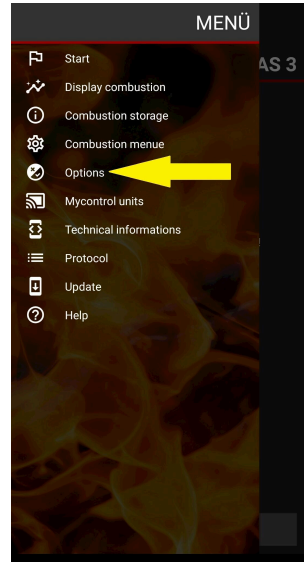 MENÜ
AS 3
Start
Display combustion
Combustion storage
Combustion menue
Options
Mycontrol units
Technical informations
Protocol
Update
Help